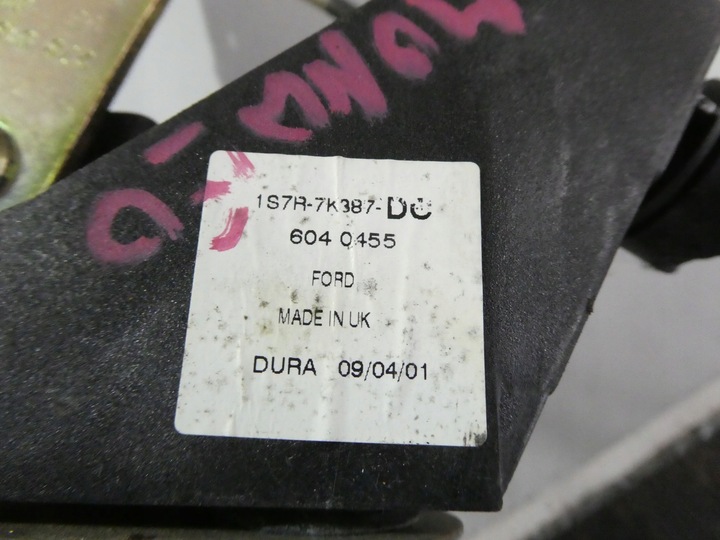 1S7R-7K387-DC
604 0455
FORD
MADE IN UK
DURA 09/04/01